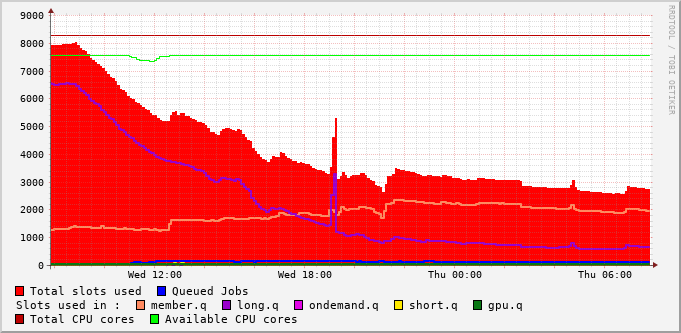 9000
8000
7000
6000
5000
4000
3000
2000
1000
0
Wed 12:00 Wed 18:00 Thu 00:00 Thu 06:00
RRDTOOL / TOBI OETIKER
Total slots used Queued Jobs
Slots used in : member.q long.q ondemand.q short.q gpu.q
Total CPU cores Available CPU cores